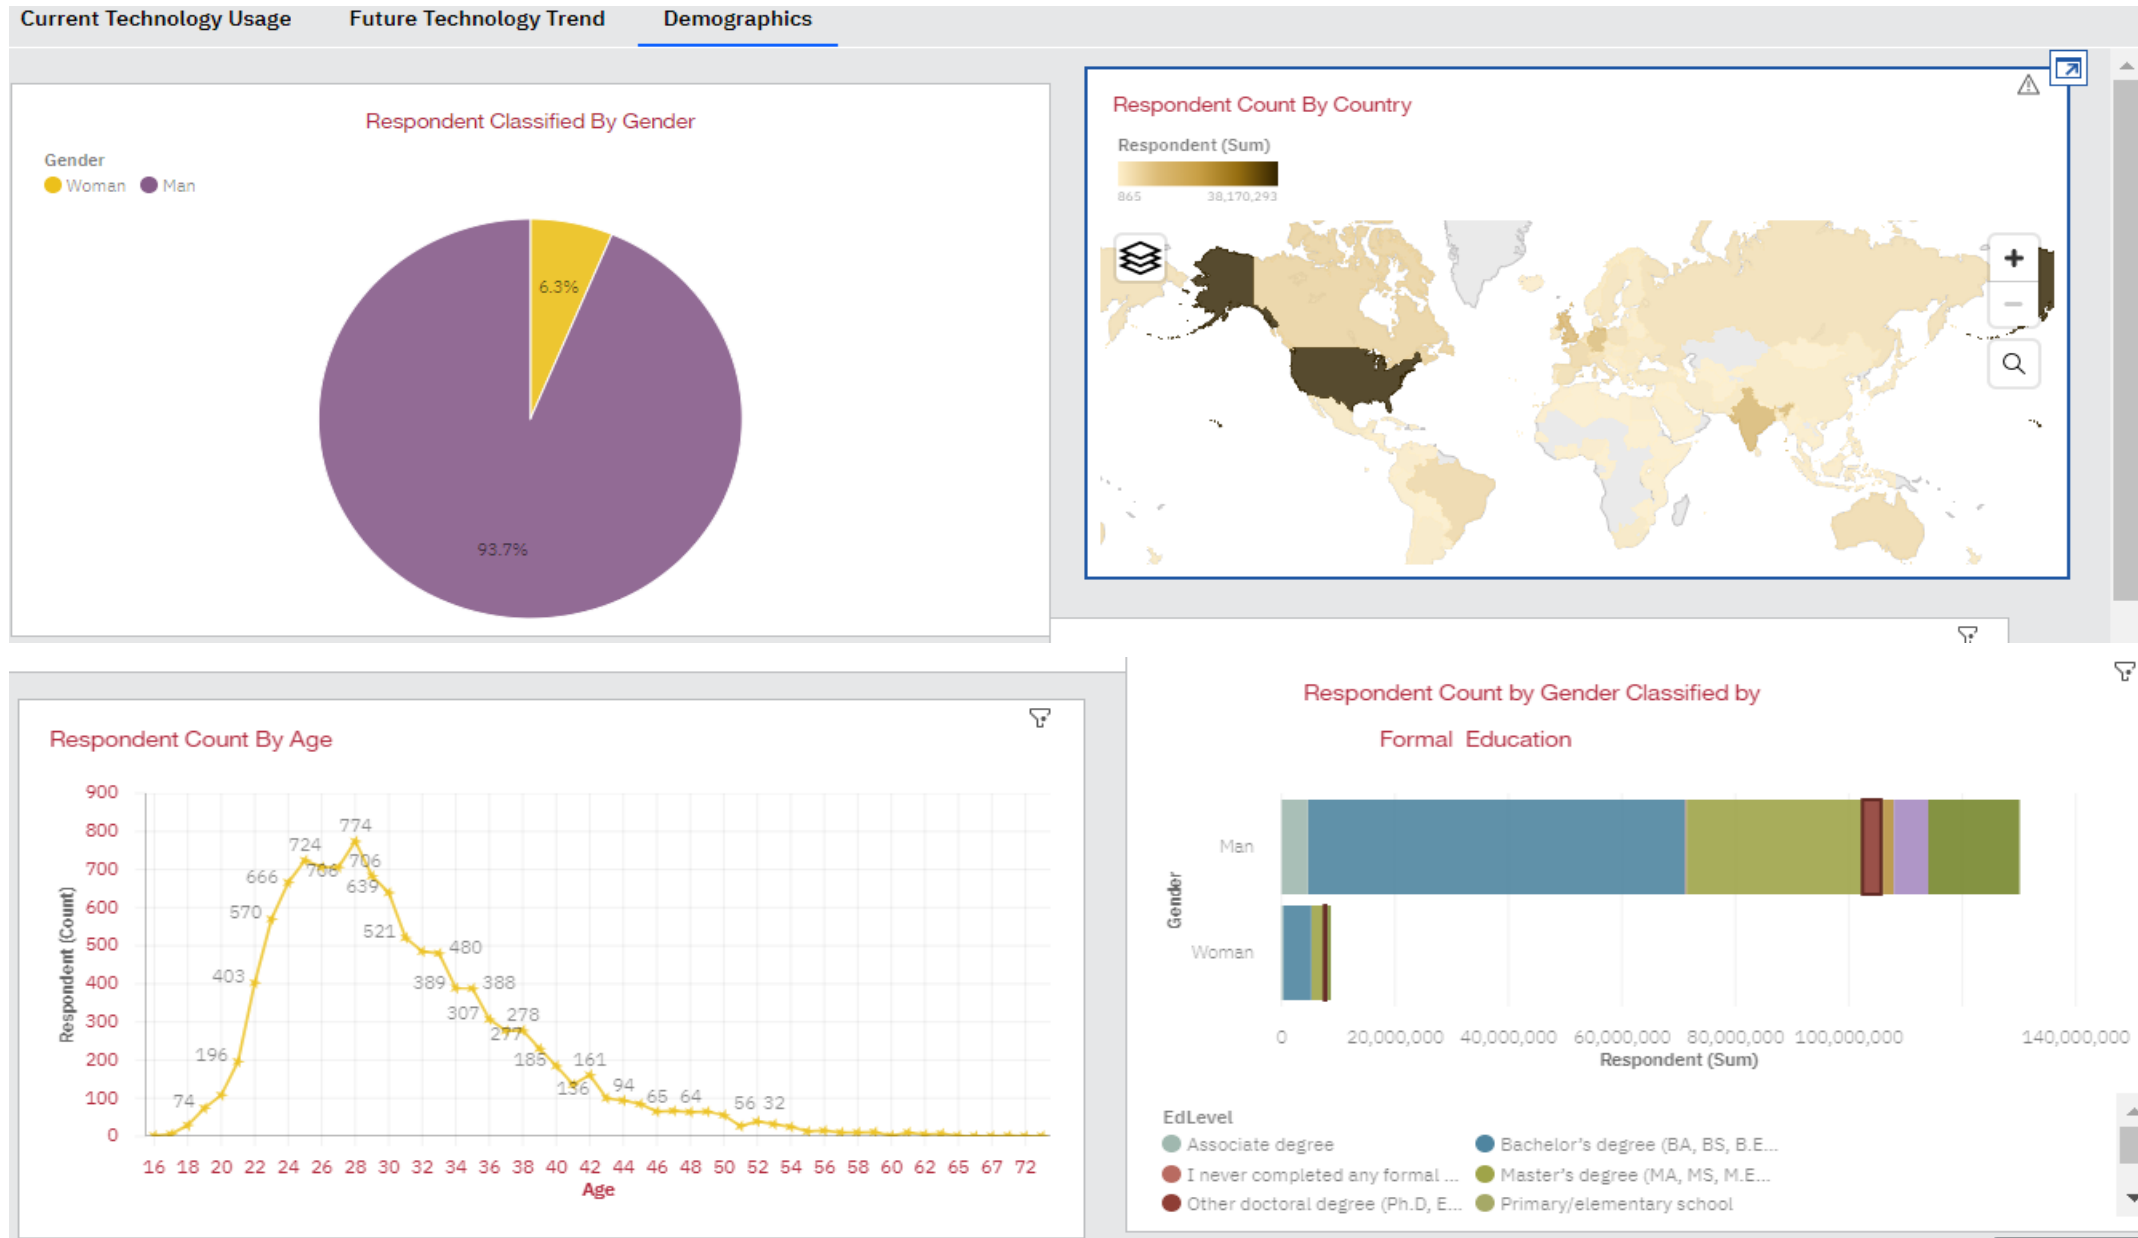 Current Technology Usage Future Technology Trend Demographics
Respondent Classified By Gender
Gender
Woman Man
6.3%
93.7%
Respondent Count By Country
Respondent (Sum)
865 38,170,293
Respondent Count By Age
Respondent (Count)
900
800
700
600
500
400
300
200
100
0
74
196
403
570
666
724
706
774
706
639
521
480
389
388
307
277
278
185
136
161
94
65
64
56
32
16 18 20 22 24 26 28 30 32 34 36 38 40 42 44 46 48 50 52 54 56 58 60 62 65 67 72
Age
Respondent Count by Gender Classified by
Formal Education
Gender
Man
Woman
0 20,000,000 40,000,000 60,000,000 80,000,000 100,000,000 140,000,000
Respondent (Sum)
EdLevel
Associate degree Bachelor's degree (BA, BS, B.E...
I never completed any formal ... Master's degree (MA, MS, M.E...
Other doctoral degree (Ph.D, E... Primary/elementary school